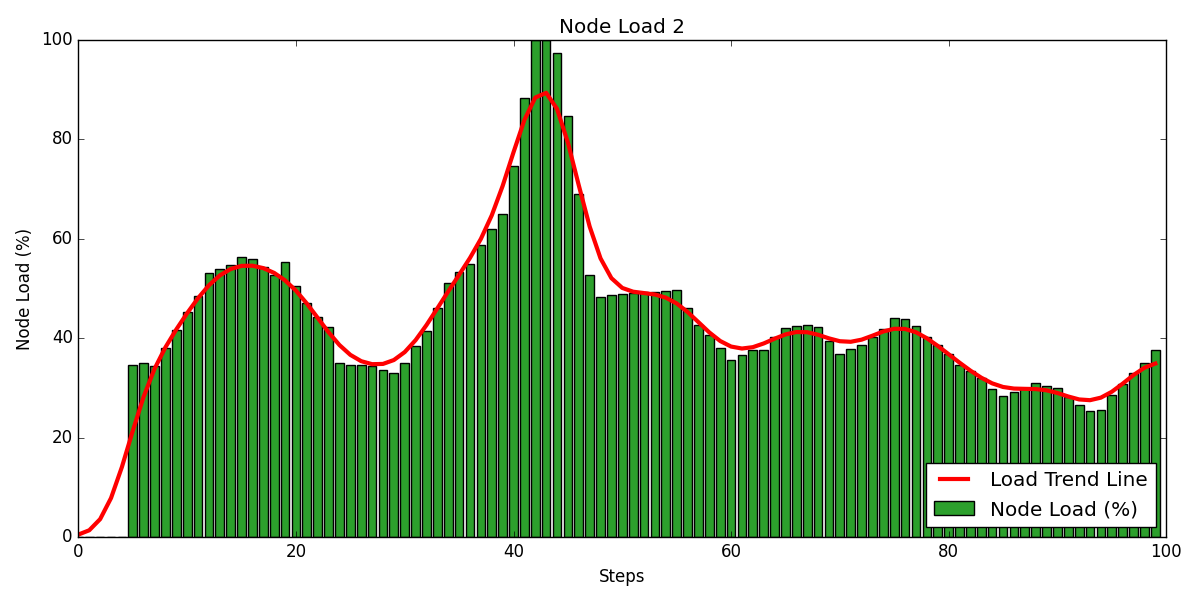 Node Load 2
100
80
60
40
20
0
Node Load (%)
0 20 40 60 80 100
Steps
Load Trend Line
Node Load (%)